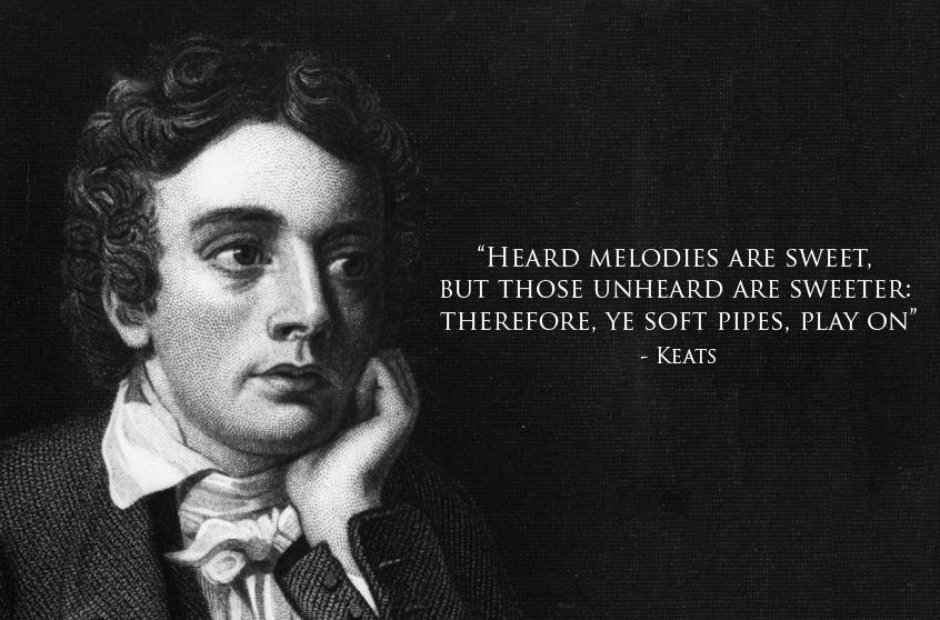 “Heard melodies are sweet,
but those unheard are sweeter:
therefore, ye soft pipes, play on”
- Keats